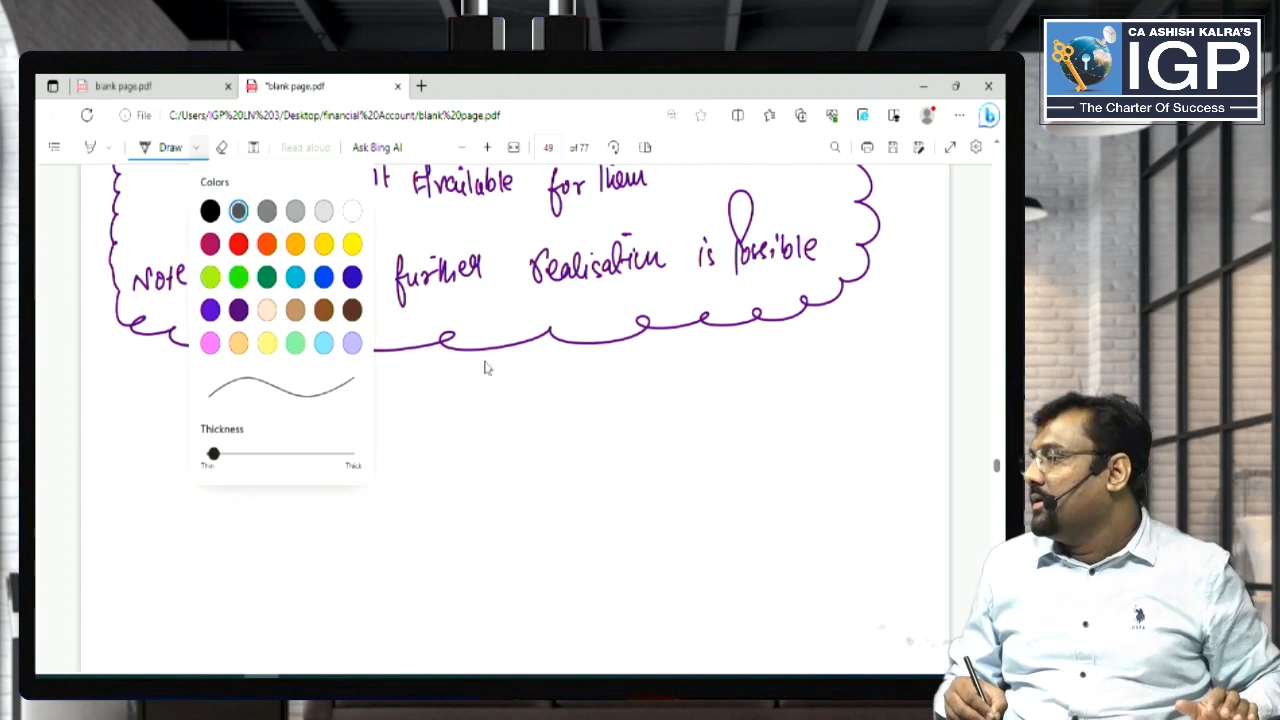 CA ASHISH KALRA'S
IGP
The Charter Of Success
blank page.pdf
*blank page.pdf
File C:/Users/IGP%20LN%203/Desktop/financial%20Account/blank%20page.pdf
Draw
Read aloud
Ask Bing AI
49 of 77
Colors
it Available for them
Note further realisation is Possible
Thickness
Thin
Thick